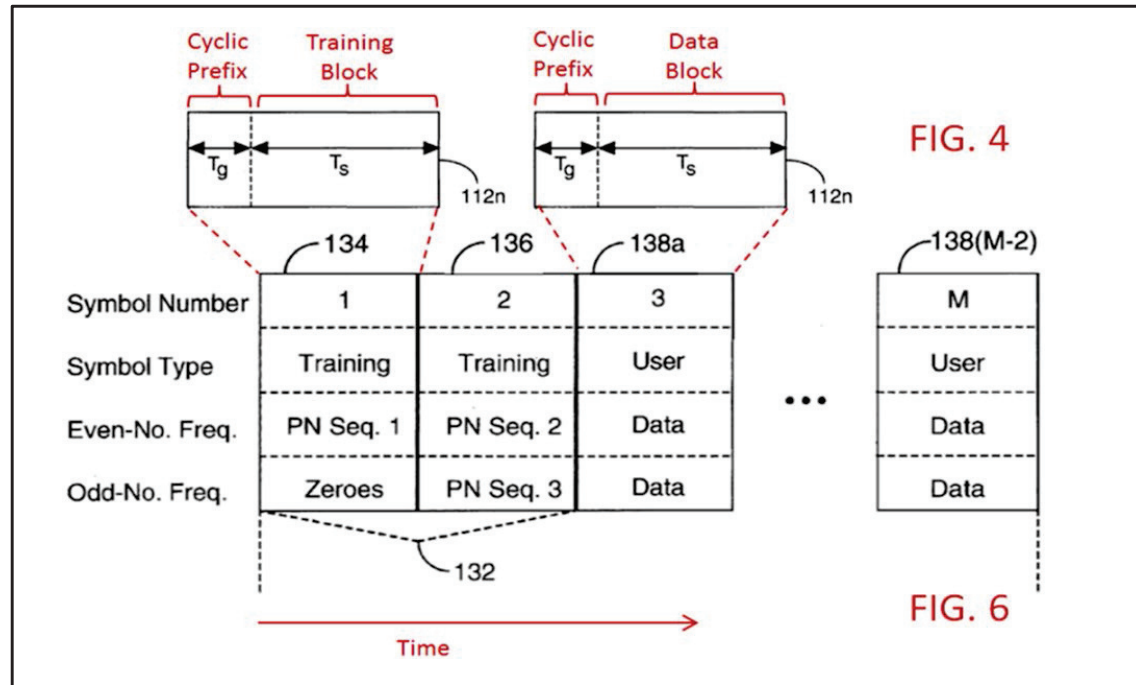 Cyclic Prefix
Training Block
Cyclic Prefix
Data Block
FIG. 4
Tg
Ts
112n
Tg
Ts
112n
134
136
138a
138(M-2)
Symbol Number 1 2 3 M
Symbol Type Training Training User User
Even-No. Freq. PN Seq. 1 PN Seq. 2 Data ••• Data
Odd-No. Freq. Zeroes PN Seq. 3 Data Data
132
FIG. 6
Time